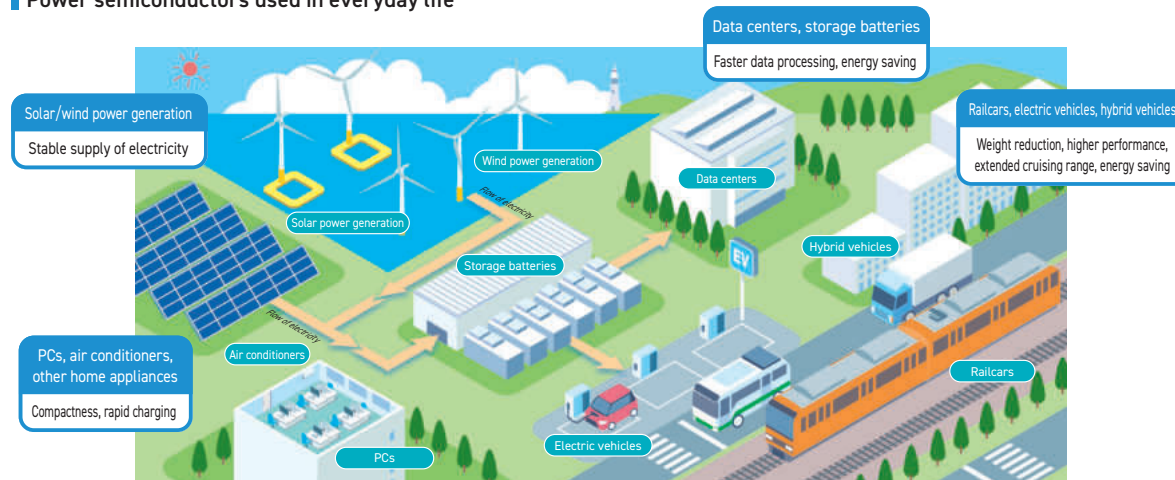 Power semiconductors used in everyday life
Data centers, storage batteries
Faster data processing, energy saving
Solar/wind power generation
Stable supply of electricity
Railcars, electric vehicles, hybrid vehicles
Weight reduction, higher performance,
extended cruising range, energy saving
Wind power generation
Data centers
Flow of electricity
Solar power generation
Hybrid vehicles
EV
Storage batteries
Flow of electricity
PCs, air conditioners,
other home appliances
Compactness, rapid charging
Air conditioners
Railcars
Electric vehicles
PCs